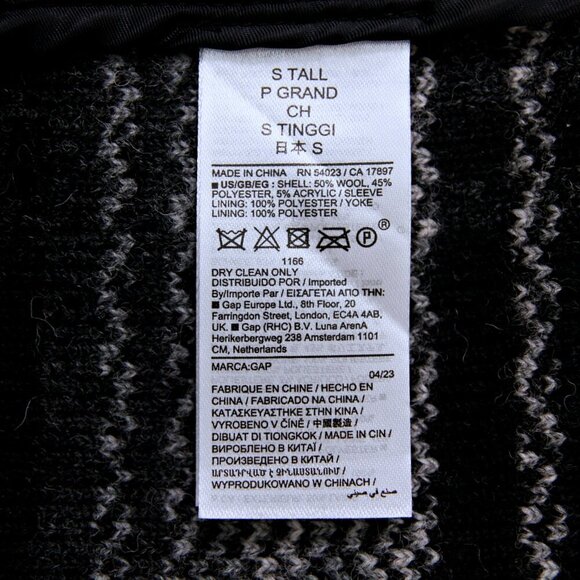 S TALL
P GRAND
CH
S TINGGI
日本 S
MADE IN CHINA RN 54023 / CA 17897
■ US/GB/EG : SHELL: 50% WOOL, 45%
POLYESTER, 5% ACRYLIC / SLEEVE
LINING: 100% POLYESTER / YOKE
LINING: 100% POLYESTER
P ®
1166
DRY CLEAN ONLY
DISTRIBUIDO POR / Imported
By/Importe Par / ΕΙΣΑΓΕΤΑΙ ΑΠΟ ΤΗΝ:
■ Gap Europe Ltd., 8th Floor, 20
Farringdon Street, London, EC4A 4AB,
UK. ■ Gap (RHC) B.V. Luna ArenA
Herikerbergweg 238 Amsterdam 1101
CM, Netherlands
MARCA:GAP
04/23
FABRIQUE EN CHINE / HECHO EN
CHINA / FABRICADO NA CHINA /
ΚΑΤΑΣΚΕΥΑΣΤΗΚΕ ΣΤΗΝ ΚΙΝΑ /
VYROBENO V ČÍNĚ / 中國製造 /
DIBUAT DI TIONGKOK / MADE IN CIN /
ВИРОБЛЕНО В КИТАЇ /
ПРОИЗВЕДЕНО В КИТАЙ /
ԱՐՏԱԴՐՎԱԾ Է ՉԻՆԱՍՏԱՆՈՒՄ /
WYPRODUKOWANO W CHINACH /
صنع في صيني